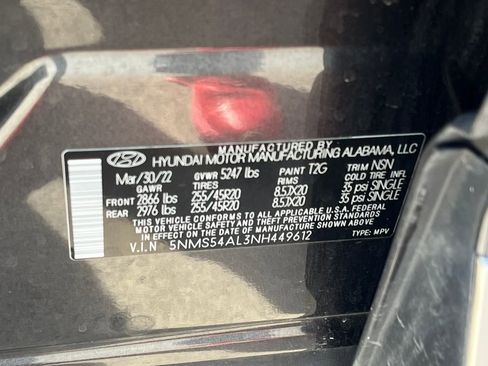 MANUFACTURED BY
HYUNDAI MOTOR MANUFACTURING ALABAMA, LLC
Mar/30/22 GVWR 5247 lbs PAINT T2G TRIM NSN
GAWR TIRES RIMS COLD TIRE INFL
FRONT 2866 lbs 255/45R20 8.5JX20 35 psi SINGLE
REAR 2976 lbs 255/45R20 8.5JX20 35 psi SINGLE
THIS VEHICLE CONFORMS TO ALL APPLICABLE U.S.A. FEDERAL
MOTOR VEHICLE SAFETY AND THEFT PREVENTION STANDARDS
IN EFFECT ON THE DATE OF MANUFACTURE SHOWN ABOVE.
V.I.N 5NMS54AL3NH449612 TYPE: MPV